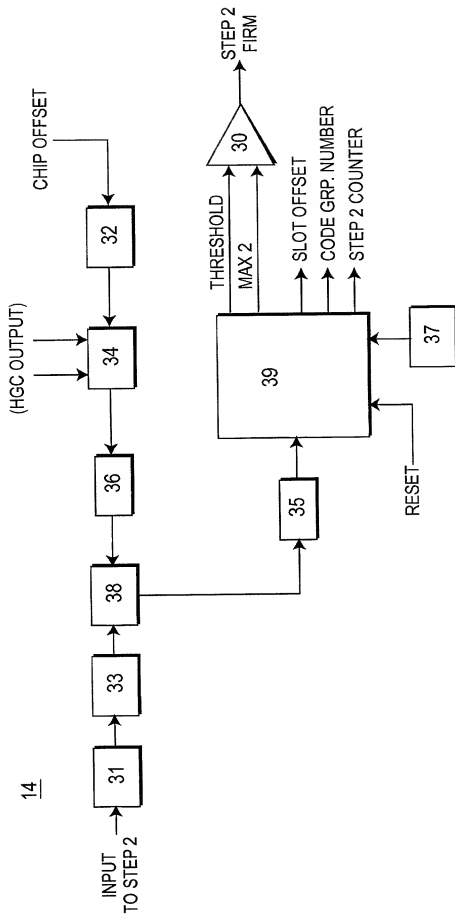 14
INPUT
TO STEP 2
31
33
38
36
34
32
CHIP OFFSET
(HGC OUTPUT)
35
39
37
RESET
THRESHOLD
MAX 2
30
STEP 2
FIRM
SLOT OFFSET
CODE GRP. NUMBER
STEP 2 COUNTER